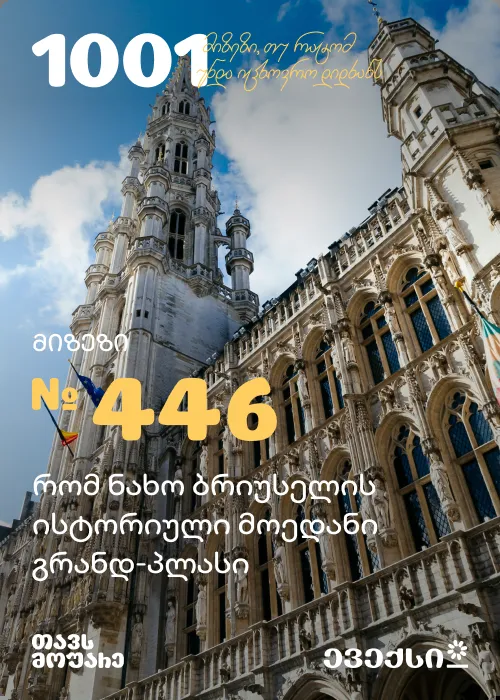 1001 მიზეზი, თუ რატომ
უნდა იცხოვრო დიდხანს
მიზეზი
№ 446
რომ ნახო ბრიუსელის
ისტორიული მოედანი
გრანდ-პლასი
თავს
მოუარე
ევექსი